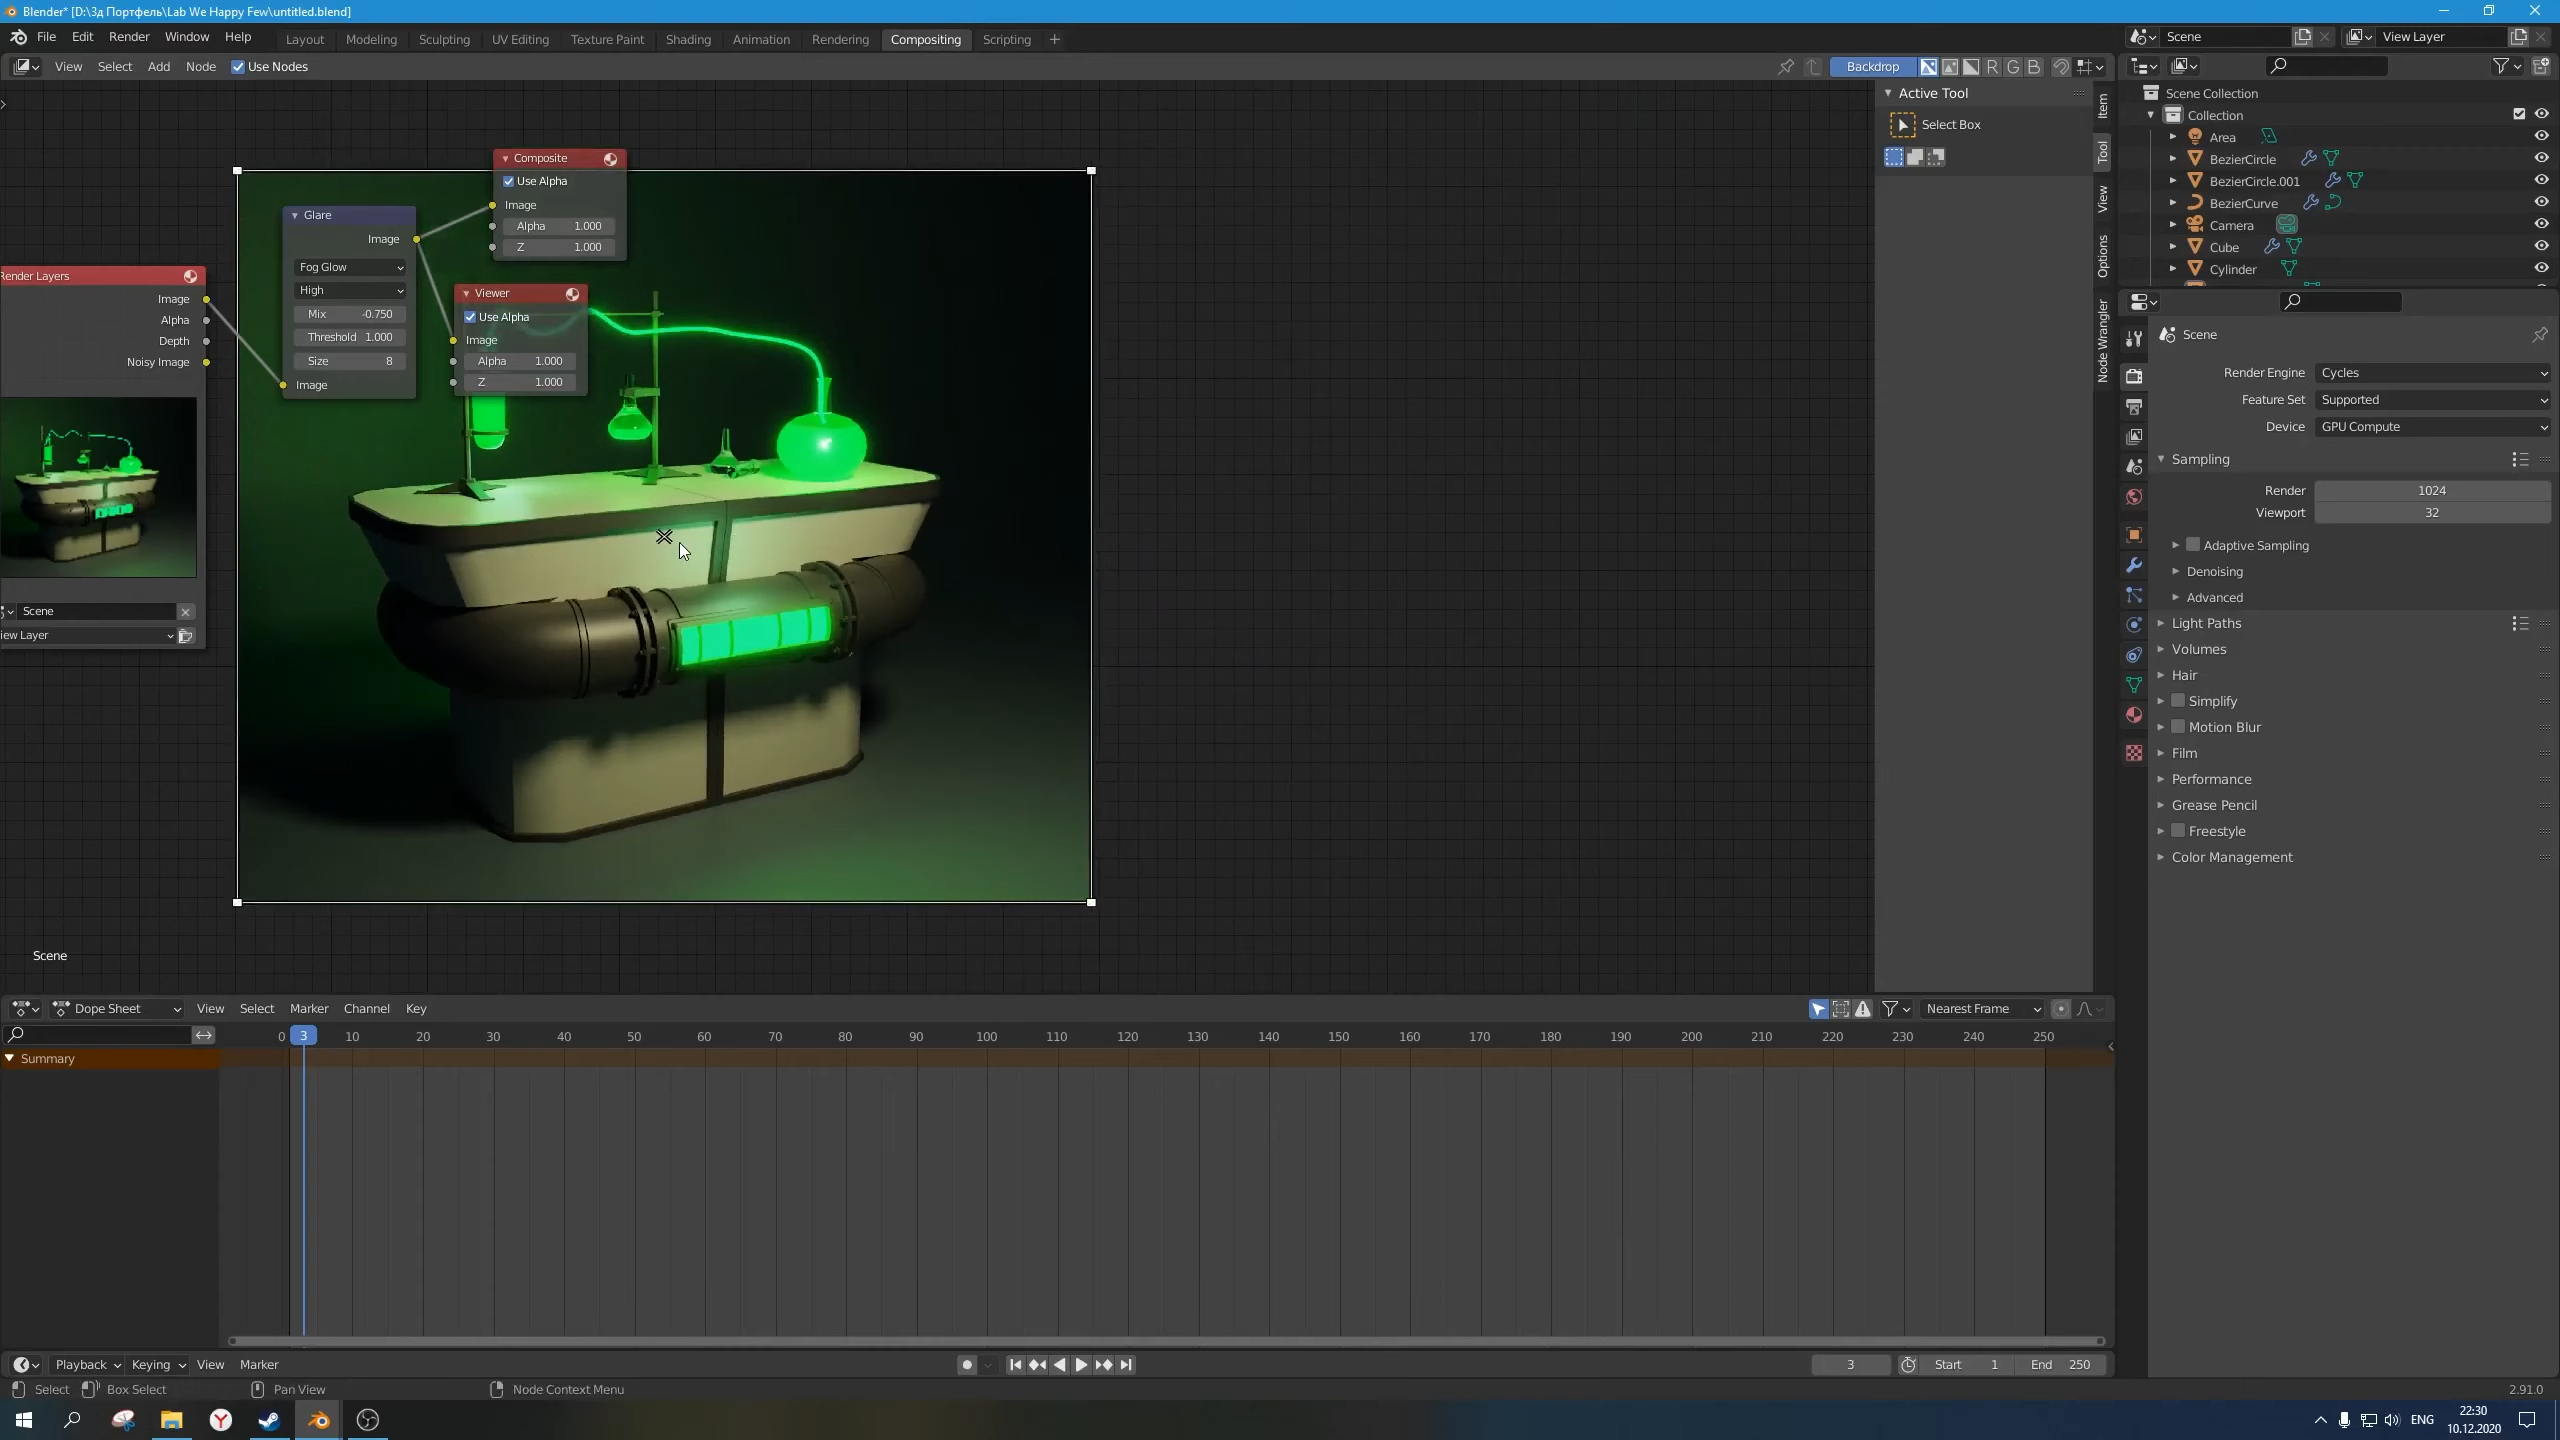 Blender* [D:\3д Портфель\Lab We Happy Few\untitled.blend]
File Edit Render Window Help Layout Modeling Sculpting UV Editing Texture Paint Shading Animation Rendering Compositing Scripting + Scene View Layer
View Select Add Node Use Nodes Backdrop R G B
Active Tool
Select Box
Item
Tool
View
Options
Node Wrangler
Composite
Use Alpha
Image
Alpha 1.000
Z 1.000
Glare
Image
Fog Glow
High
Mix -0.750
Threshold 1.000
Size 8
Image
Viewer
Use Alpha
Image
Alpha 1.000
Z 1.000
Render Layers
Image
Alpha
Depth
Noisy Image
Scene
iew Layer
Scene
Scene Collection
Collection
Area
BezierCircle
BezierCircle.001
BezierCurve
Camera
Cube
Cylinder
Scene
Render Engine Cycles
Feature Set Supported
Device GPU Compute
Sampling
Render 1024
Viewport 32
Adaptive Sampling
Denoising
Advanced
Light Paths
Volumes
Hair
Simplify
Motion Blur
Film
Performance
Grease Pencil
Freestyle
Color Management
Dope Sheet View Select Marker Channel Key Nearest Frame
0 3 10 20 30 40 50 60 70 80 90 100 110 120 130 140 150 160 170 180 190 200 210 220 230 240 250
Summary
Playback Keying View Marker 3 Start 1 End 250
Select Box Select Pan View Node Context Menu 2.91.0
ENG
22:30
10.12.2020